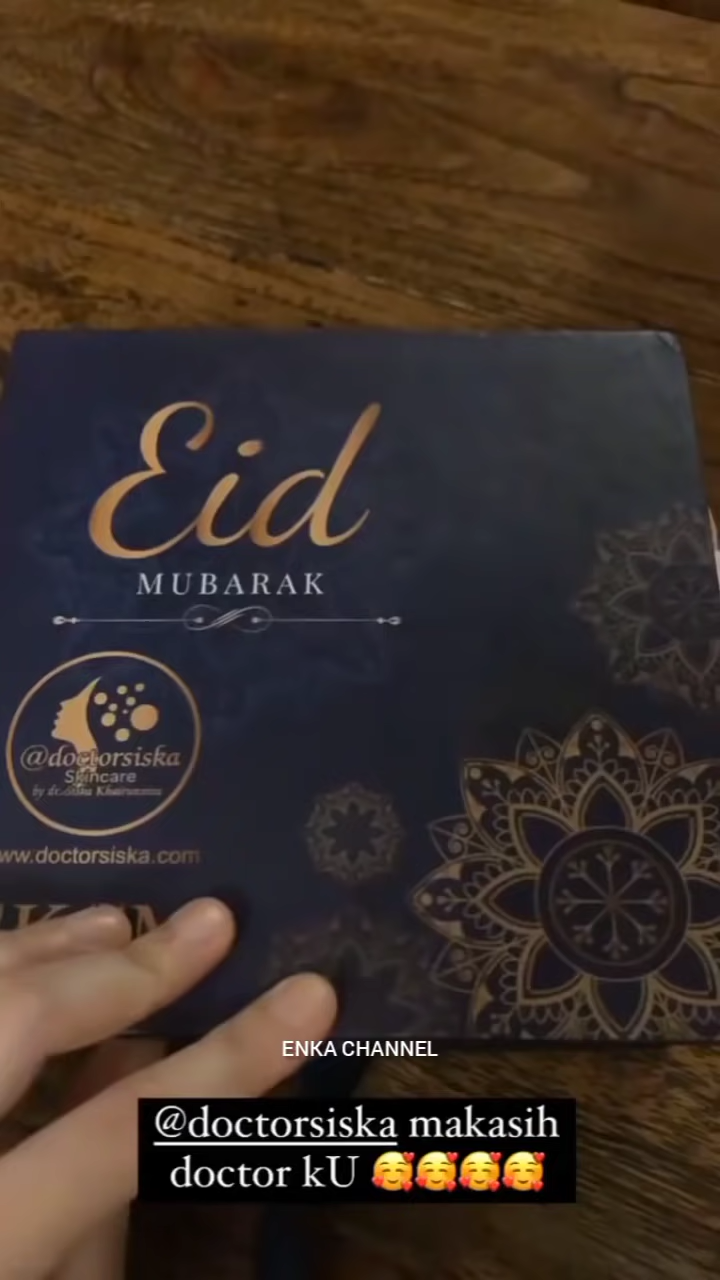 Eid
MUBARAK
@doctorsiska
Skincare
www.doctorsiska.com
ENKA CHANNEL
@doctorsiska makasih
doctor kU 🥰🥰🥰🥰